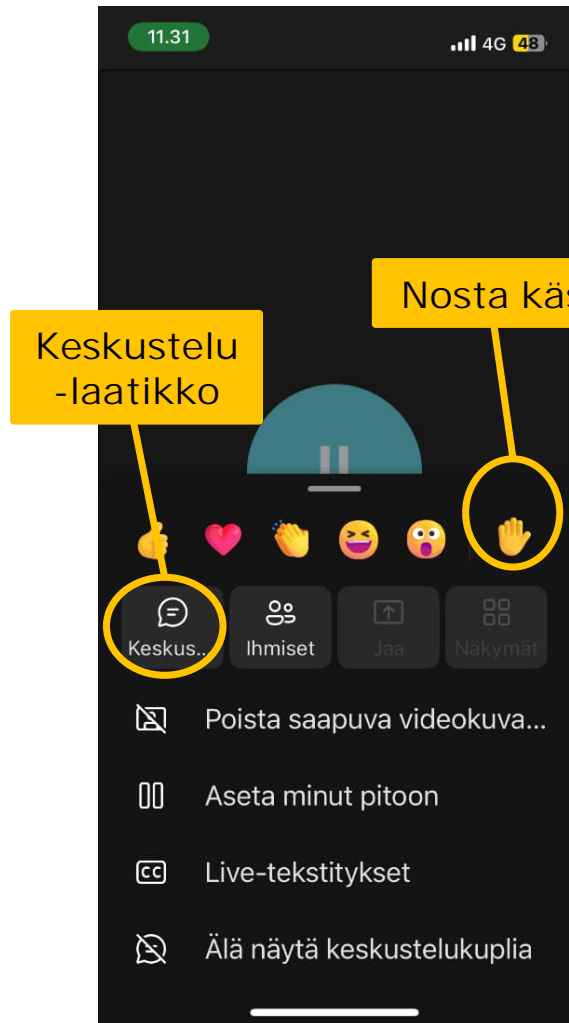 11.31
4G 48
Nosta käs
Keskustelu
-laatikko
Keskus...
Ihmiset
Jaa
Näkymät
Poista saapuva videokuva...
Aseta minut pitoon
CC
Live-tekstitykset
Älä näytä keskustelukuplia